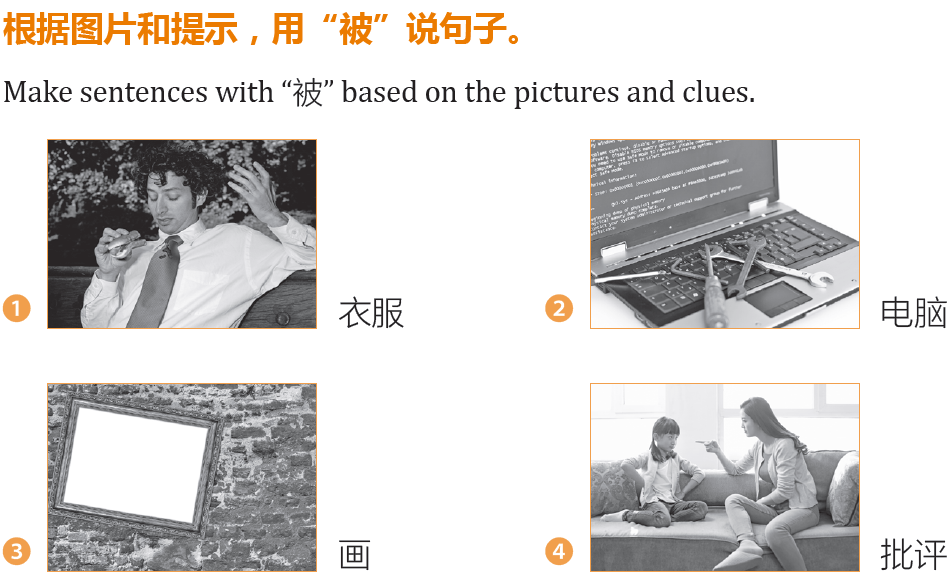 根据图片和提示，用“被”说句子。
Make sentences with “被” based on the pictures and clues.
1 衣服
2 电脑
3 画
4 批评